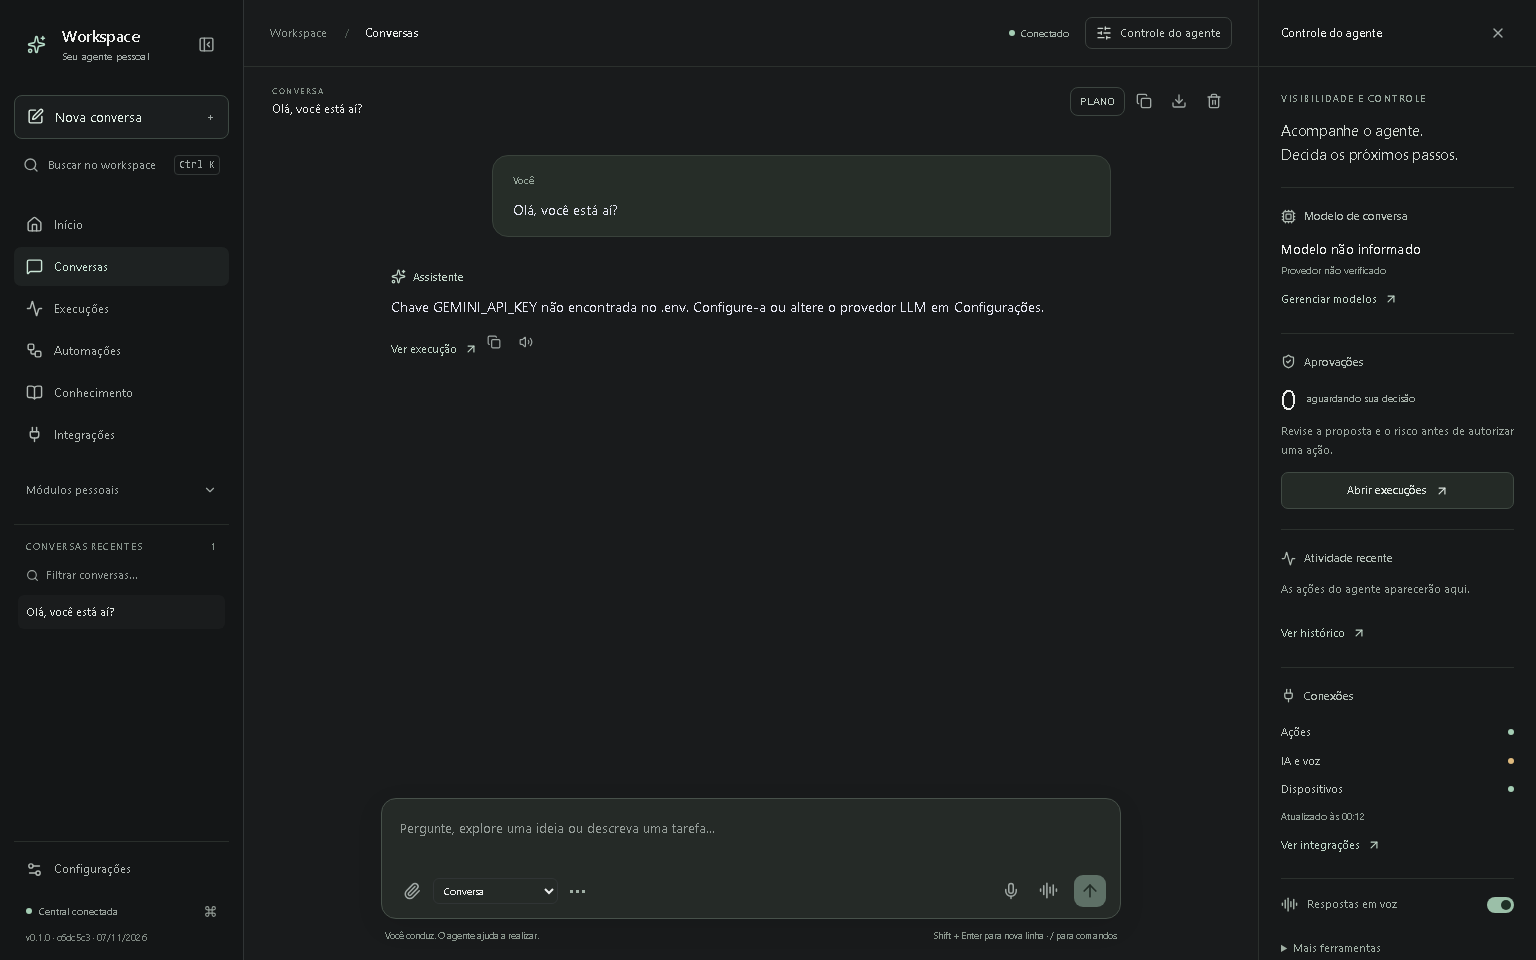 Workspace
Seu agente pessoal
Nova conversa +
Buscar no workspace Ctrl K
Início
Conversas
Execuções
Automações
Conhecimento
Integrações
Módulos pessoais
CONVERSAS RECENTES 1
Filtrar conversas...
Olá, você está aí?
Configurações
Central conectada
v0.1.0 · c6dc5c3 · 07/11/2026
Workspace / Conversas
Conectado
Controle do agente
CONVERSA
Olá, você está aí?
PLANO
Você
Olá, você está aí?
Assistente
Chave GEMINI_API_KEY não encontrada no .env. Configure-a ou altere o provedor LLM em Configurações.
Ver execução
Pergunte, explore uma ideia ou descreva uma tarefa...
Conversa
Você conduz. O agente ajuda a realizar.
Shift + Enter para nova linha · / para comandos
Controle do agente
VISIBILIDADE E CONTROLE
Acompanhe o agente.
Decida os próximos passos.
Modelo de conversa
Modelo não informado
Provedor não verificado
Gerenciar modelos
Aprovações
0 aguardando sua decisão
Revise a proposta e o risco antes de autorizar
uma ação.
Abrir execuções
Atividade recente
As ações do agente aparecerão aqui.
Ver histórico
Conexões
Ações
IA e voz
Dispositivos
Atualizado às 00:12
Ver integrações
Respostas em voz
Mais ferramentas